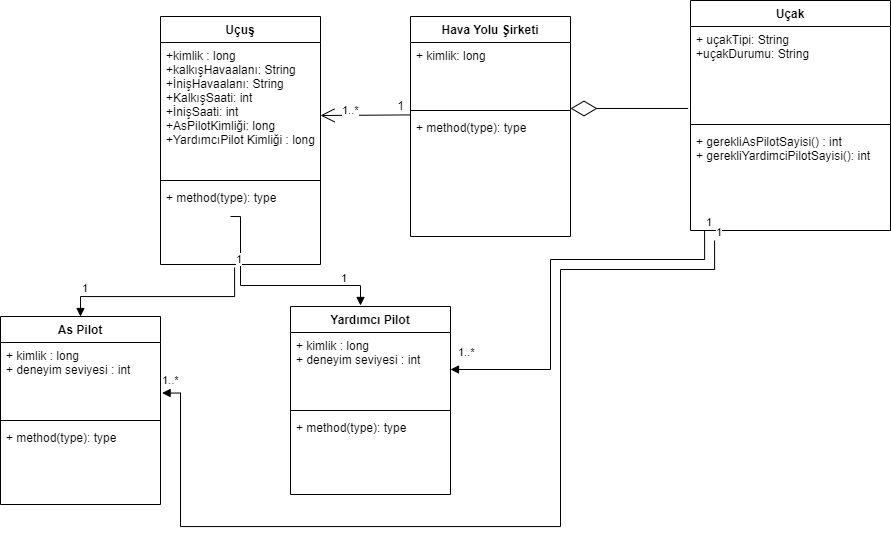 Uçuş
+kimlik : long
+kalkışHavaalanı: String
+İnişHavaalanı: String
+KalkışSaati: int
+İnişSaati: int
+AsPilotKimliği: long
+YardımcıPilot Kimliği : long
+ method(type): type
Hava Yolu Şirketi
+ kimlik: long
+ method(type): type
1..*
1
Uçak
+ uçakTipi: String
+uçakDurumu: String
+ gerekliAsPilotSayisi() : int
+ gerekliYardimciPilotSayisi(): int
1
1
1
1
1
As Pilot
+ kimlik : long
+ deneyim seviyesi : int
+ method(type): type
1..*
Yardımcı Pilot
+ kimlik : long
+ deneyim seviyesi : int
+ method(type): type
1..*